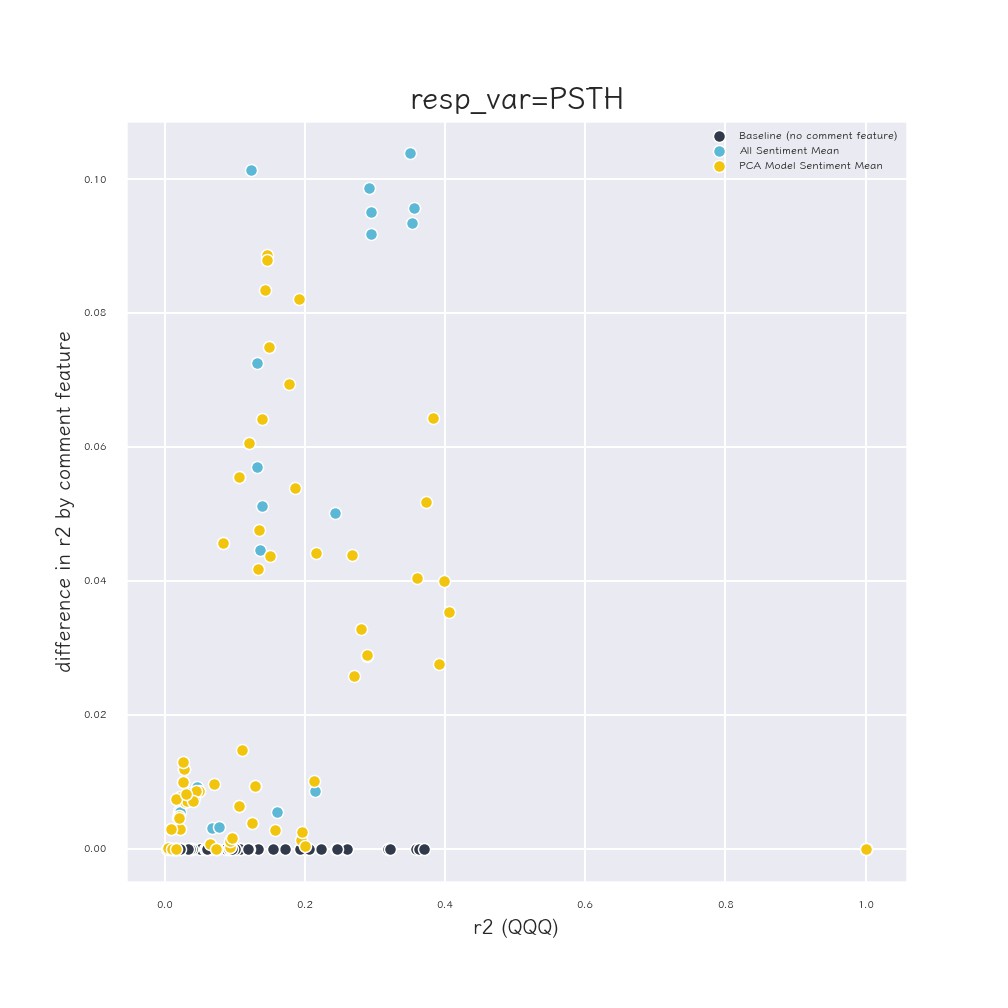 resp_var=PSTH
Baseline (no comment feature)
All Sentiment Mean
PCA Model Sentiment Mean
difference in r2 by comment feature
0.10
0.08
0.06
0.04
0.02
0.00
0.0 0.2 0.4 0.6 0.8 1.0
r2 (QQQ)